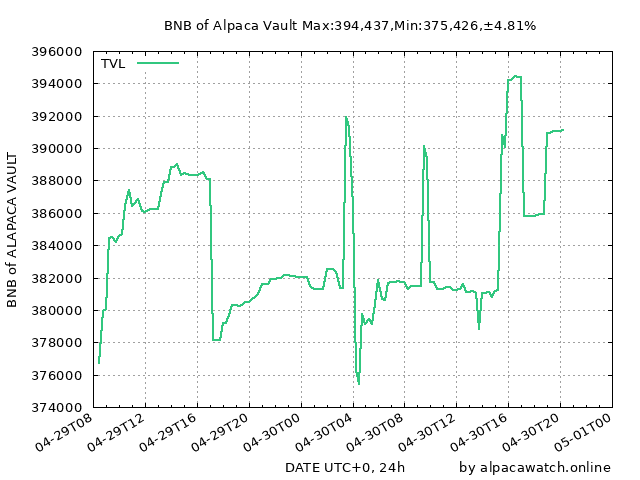 BNB of Alpaca Vault Max:394,437,Min:375,426,±4.81%
TVL
BNB of ALAPACA VAULT
396000
394000
392000
390000
388000
386000
384000
382000
380000
378000
376000
374000
04-29T08
04-29T12
04-29T16
04-29T20
04-30T00
04-30T04
04-30T08
04-30T12
04-30T16
04-30T20
05-01T00
DATE UTC+0, 24h
by alpacawatch.online